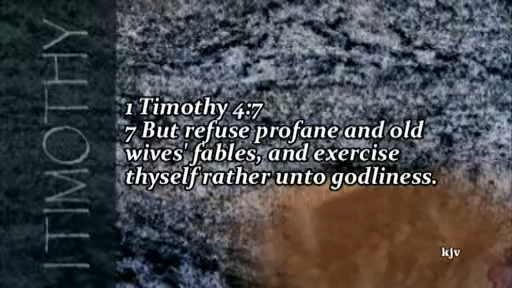 I TIMOTHY
1 Timothy 4:7
7 But refuse profane and old
wives' fables, and exercise
thyself rather unto godliness.
kjv